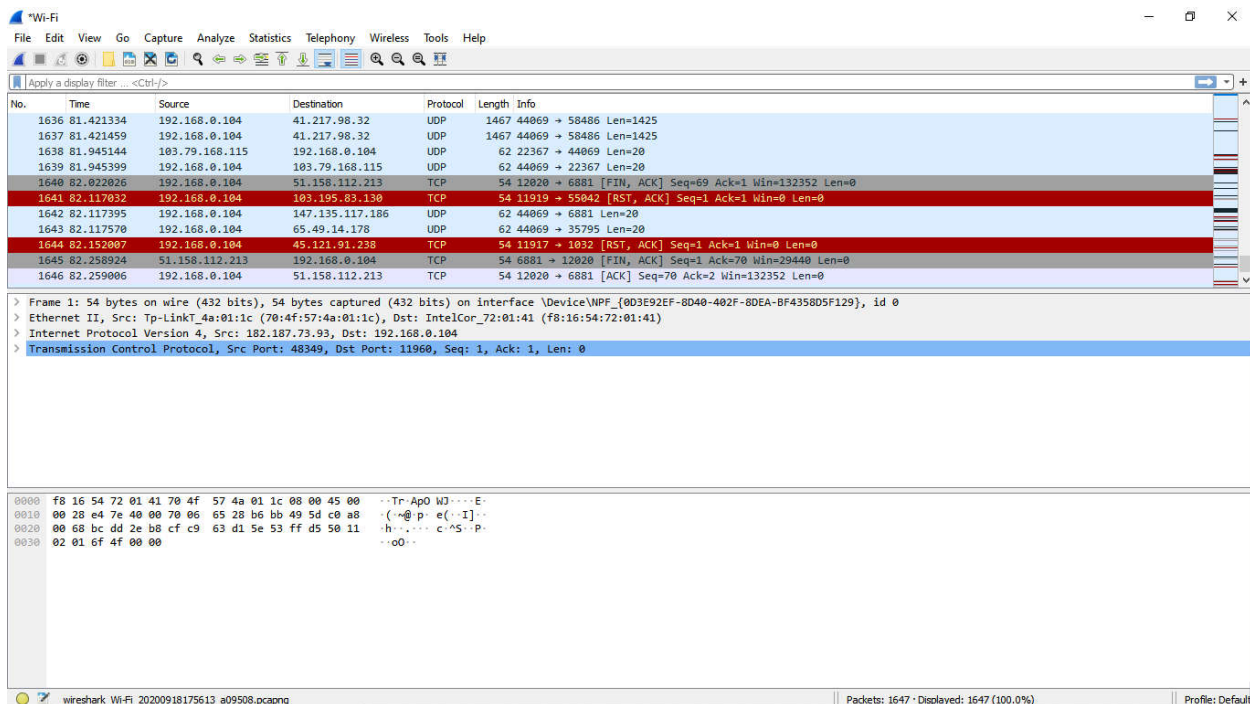 *Wi-Fi
File Edit View Go Capture Analyze Statistics Telephony Wireless Tools Help
Apply a display filter ... <Ctrl-/>
No. Time Source Destination Protocol Length Info
1636 81.421334 192.168.0.104 41.217.98.32 UDP 1467 44069 → 58486 Len=1425
1637 81.421459 192.168.0.104 41.217.98.32 UDP 1467 44069 → 58486 Len=1425
1638 81.945144 103.79.168.115 192.168.0.104 UDP 62 22367 → 44069 Len=20
1639 81.945399 192.168.0.104 103.79.168.115 UDP 62 44069 → 22367 Len=20
1640 82.022026 192.168.0.104 51.158.112.213 TCP 54 12020 → 6881 [FIN, ACK] Seq=69 Ack=1 Win=132352 Len=0
1641 82.117032 192.168.0.104 103.195.83.130 TCP 54 11919 → 55042 [RST, ACK] Seq=1 Ack=1 Win=0 Len=0
1642 82.117395 192.168.0.104 147.135.117.186 UDP 62 44069 → 6881 Len=20
1643 82.117570 192.168.0.104 65.49.14.178 UDP 62 44069 → 35795 Len=20
1644 82.152007 192.168.0.104 45.121.91.238 TCP 54 11917 → 1032 [RST, ACK] Seq=1 Ack=1 Win=0 Len=0
1645 82.258924 51.158.112.213 192.168.0.104 TCP 54 6881 → 12020 [FIN, ACK] Seq=1 Ack=70 Win=29440 Len=0
1646 82.259006 192.168.0.104 51.158.112.213 TCP 54 12020 → 6881 [ACK] Seq=70 Ack=2 Win=132352 Len=0
> Frame 1: 54 bytes on wire (432 bits), 54 bytes captured (432 bits) on interface \Device\NPF_{0D3E92EF-8D40-402F-8DEA-BF4358D5F129}, id 0
> Ethernet II, Src: Tp-LinkT_4a:01:1c (70:4f:57:4a:01:1c), Dst: IntelCor_72:01:41 (f8:16:54:72:01:41)
> Internet Protocol Version 4, Src: 182.187.73.93, Dst: 192.168.0.104
> Transmission Control Protocol, Src Port: 48349, Dst Port: 11960, Seq: 1, Ack: 1, Len: 0
0000 f8 16 54 72 01 41 70 4f 57 4a 01 1c 08 00 45 00 ··Tr·ApO WJ····E·
0010 00 28 e4 7e 40 00 70 06 65 28 b6 bb 49 5d c0 a8 ·(·~@·p· e(··I]··
0020 00 68 bc dd 2e b8 cf c9 63 d1 5e 53 ff d5 50 11 ·h··.··· c·^S··P·
0030 02 01 6f 4f 00 00 ··oO··
wireshark_Wi-Fi_20200918175613_a09508.pcapng Packets: 1647 · Displayed: 1647 (100.0%) Profile: Default